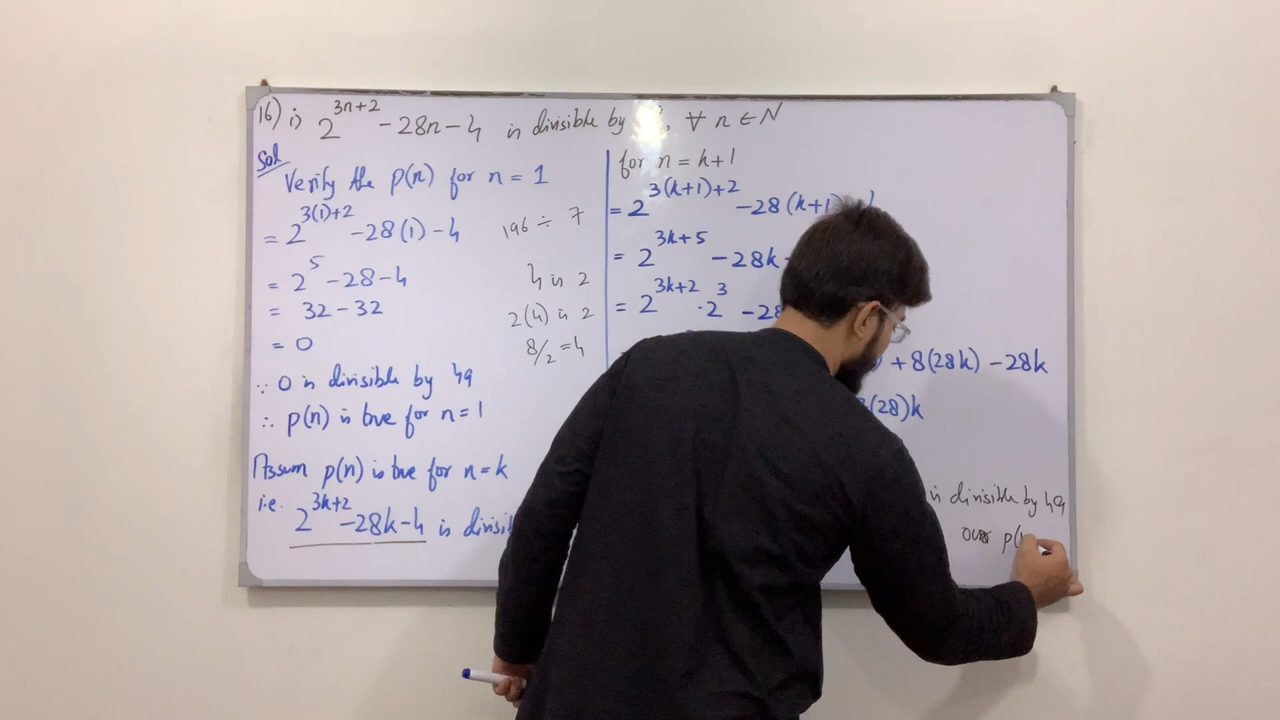 16) is 2^{3n+2} - 28n - 4 is divisible by ∀ n ∈ N
Sol
Verify the p(n) for n = 1
= 2^{3(1)+2} - 28(1) - 4
= 2^5 - 28 - 4
= 32 - 32
= 0
∵ 0 is divisible by 49
∴ p(n) is true for n = 1
Assum p(n) is true for n = k
i.e. 2^{3k+2} - 28k - 4 is
196 ÷ 7
4 is 2
2(4) is 2
8/2 = 4
for n = k+1
= 2^{3(k+1)+2} - 28(k+1)
= 2^{3k+5} - 28k
= 2^{3k+2} · 2^3 - 28
+ 8(28k) - 28k
(28)k
is divisible by 49
our p(